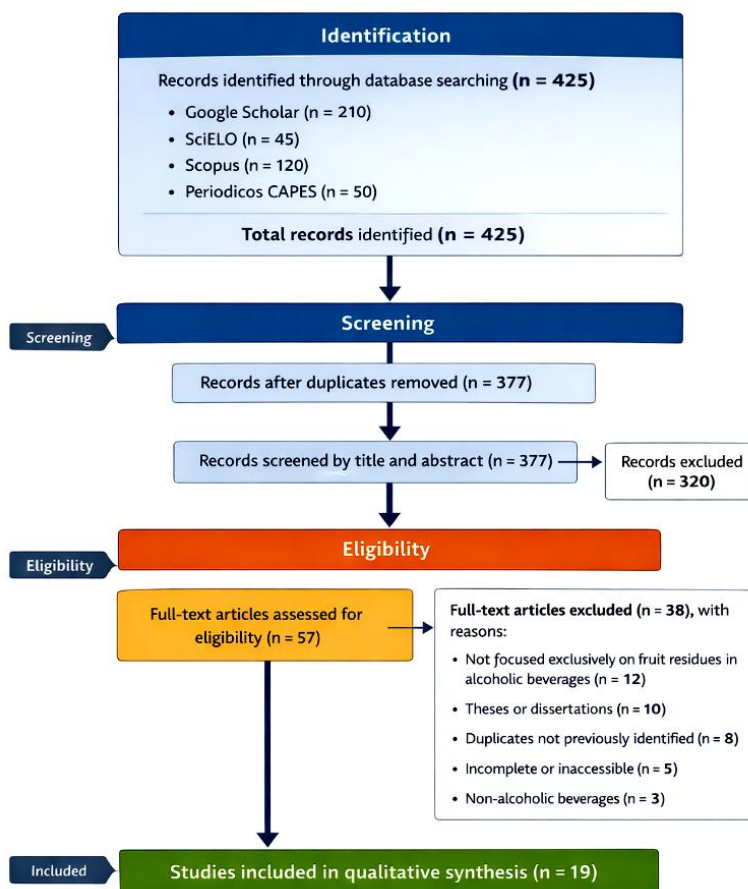 Identification
Records identified through database searching (n = 425)
• Google Scholar (n = 210)
• SciELO (n = 45)
• Scopus (n = 120)
• Periodicos CAPES (n = 50)
Total records identified (n = 425)
Screening
Screening
Records after duplicates removed (n = 377)
Records screened by title and abstract (n = 377)
Records excluded
(n = 320)
Eligibility
Eligibility
Full-text articles assessed for
eligibility (n = 57)
Full-text articles excluded (n = 38), with
reasons:
• Not focused exclusively on fruit residues in
alcoholic beverages (n = 12)
• Theses or dissertations (n = 10)
• Duplicates not previously identified (n = 8)
• Incomplete or inaccessible (n = 5)
• Non-alcoholic beverages (n = 3)
Included
Studies included in qualitative synthesis (n = 19)